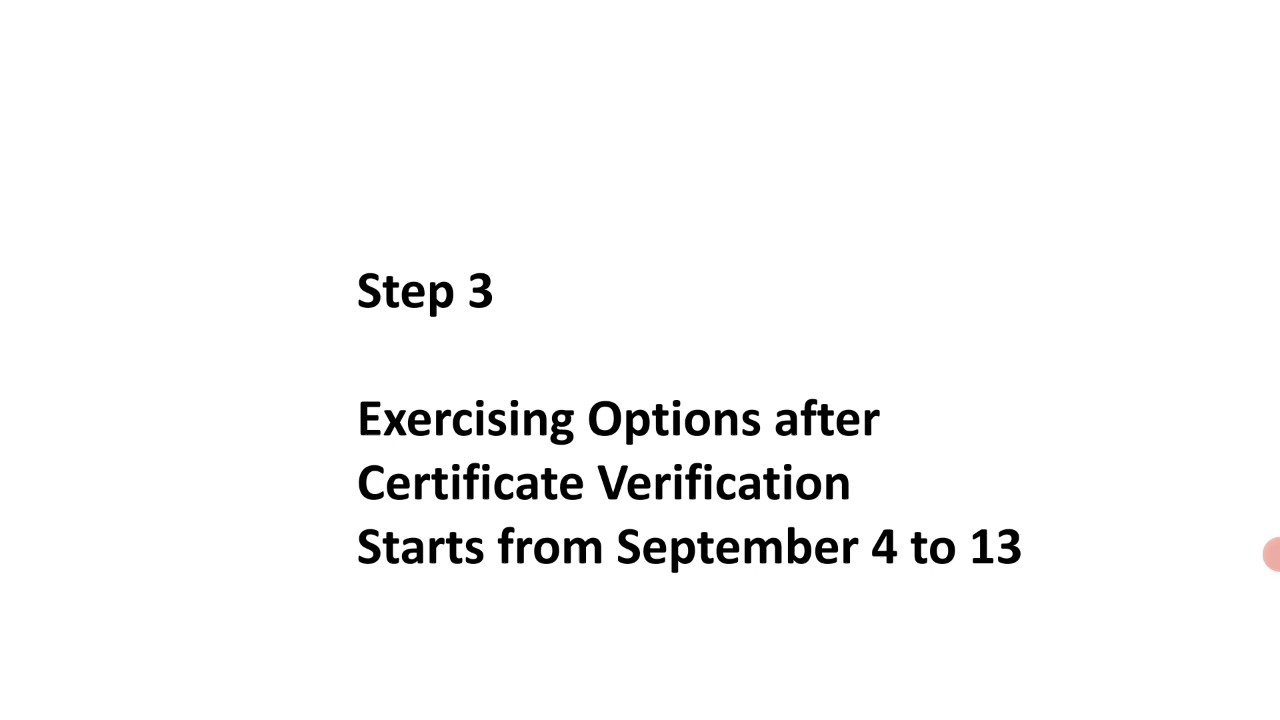 Step 3
Exercising Options after
Certificate Verification
Starts from September 4 to 13